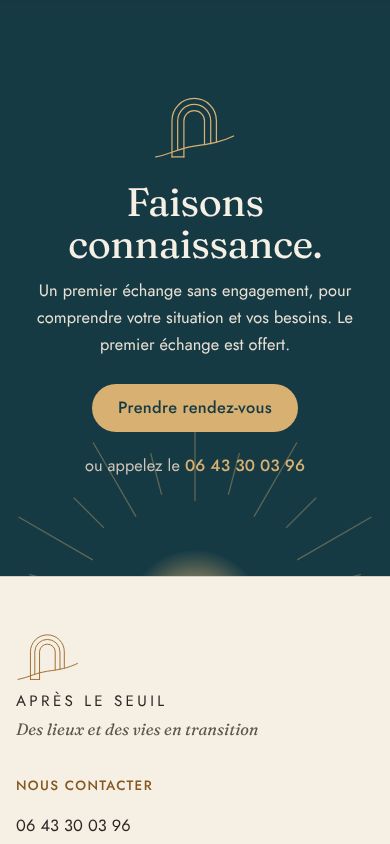 Faisons
connaissance.
Un premier échange sans engagement, pour
comprendre votre situation et vos besoins. Le
premier échange est offert.
Prendre rendez-vous
ou appelez le 06 43 30 03 96
APRÈS LE SEUIL
Des lieux et des vies en transition
NOUS CONTACTER
06 43 30 03 96